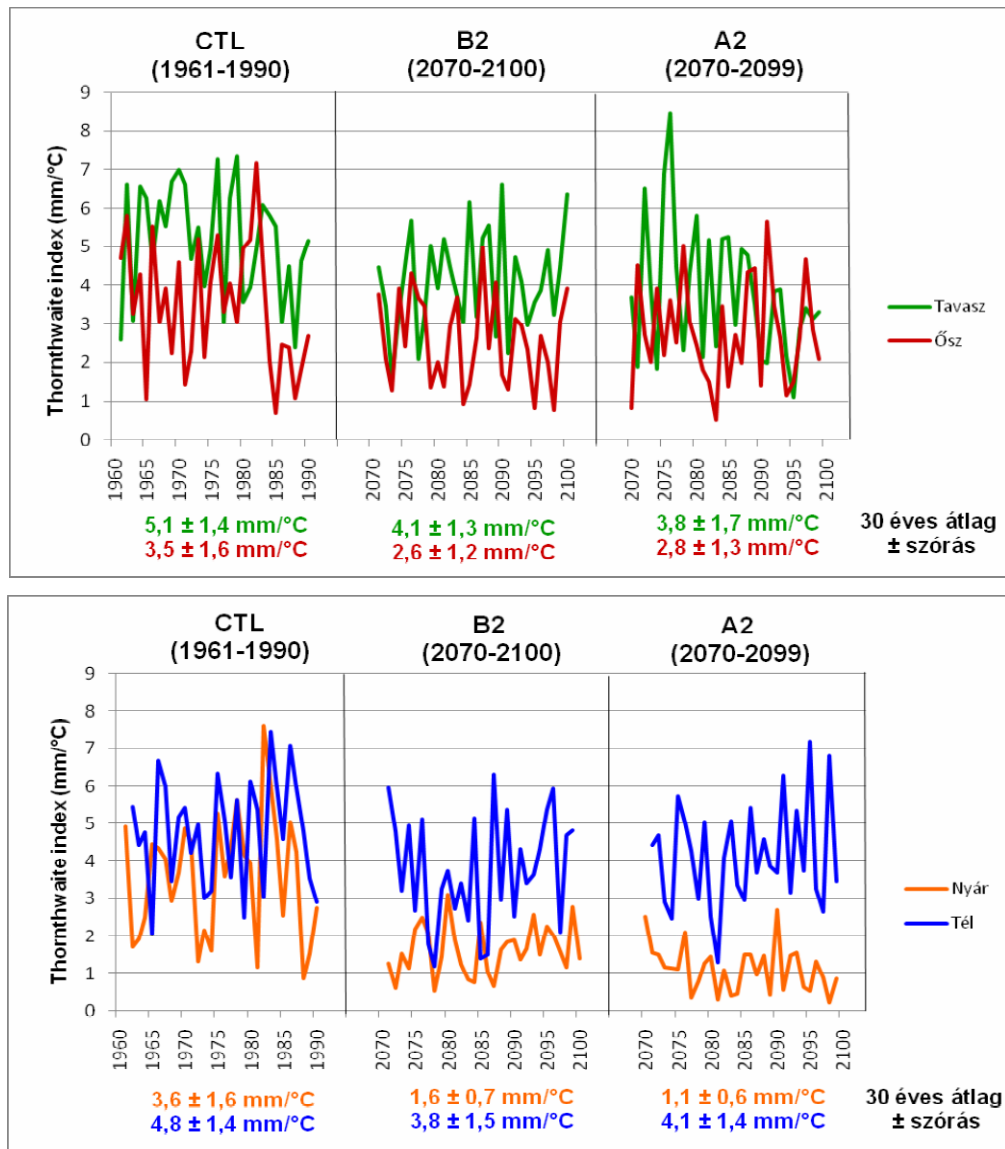 CTL
(1961-1990)
B2
(2070-2100)
A2
(2070-2099)
Thornthwaite index (mm/°C)
9
8
7
6
5
4
3
2
1
0
1960
1965
1970
1975
1980
1985
1990
2070
2075
2080
2085
2090
2095
2100
2070
2075
2080
2085
2090
2095
2100
Tavasz
Ősz
5,1 ± 1,4 mm/°C
3,5 ± 1,6 mm/°C
4,1 ± 1,3 mm/°C
2,6 ± 1,2 mm/°C
3,8 ± 1,7 mm/°C
2,8 ± 1,3 mm/°C
30 éves átlag
± szórás
CTL
(1961-1990)
B2
(2070-2100)
A2
(2070-2099)
Thornthwaite index (mm/°C)
9
8
7
6
5
4
3
2
1
0
1960
1965
1970
1975
1980
1985
1990
2070
2075
2080
2085
2090
2095
2100
2070
2075
2080
2085
2090
2095
2100
Nyár
Tél
3,6 ± 1,6 mm/°C
4,8 ± 1,4 mm/°C
1,6 ± 0,7 mm/°C
3,8 ± 1,5 mm/°C
1,1 ± 0,6 mm/°C
4,1 ± 1,4 mm/°C
30 éves átlag
± szórás